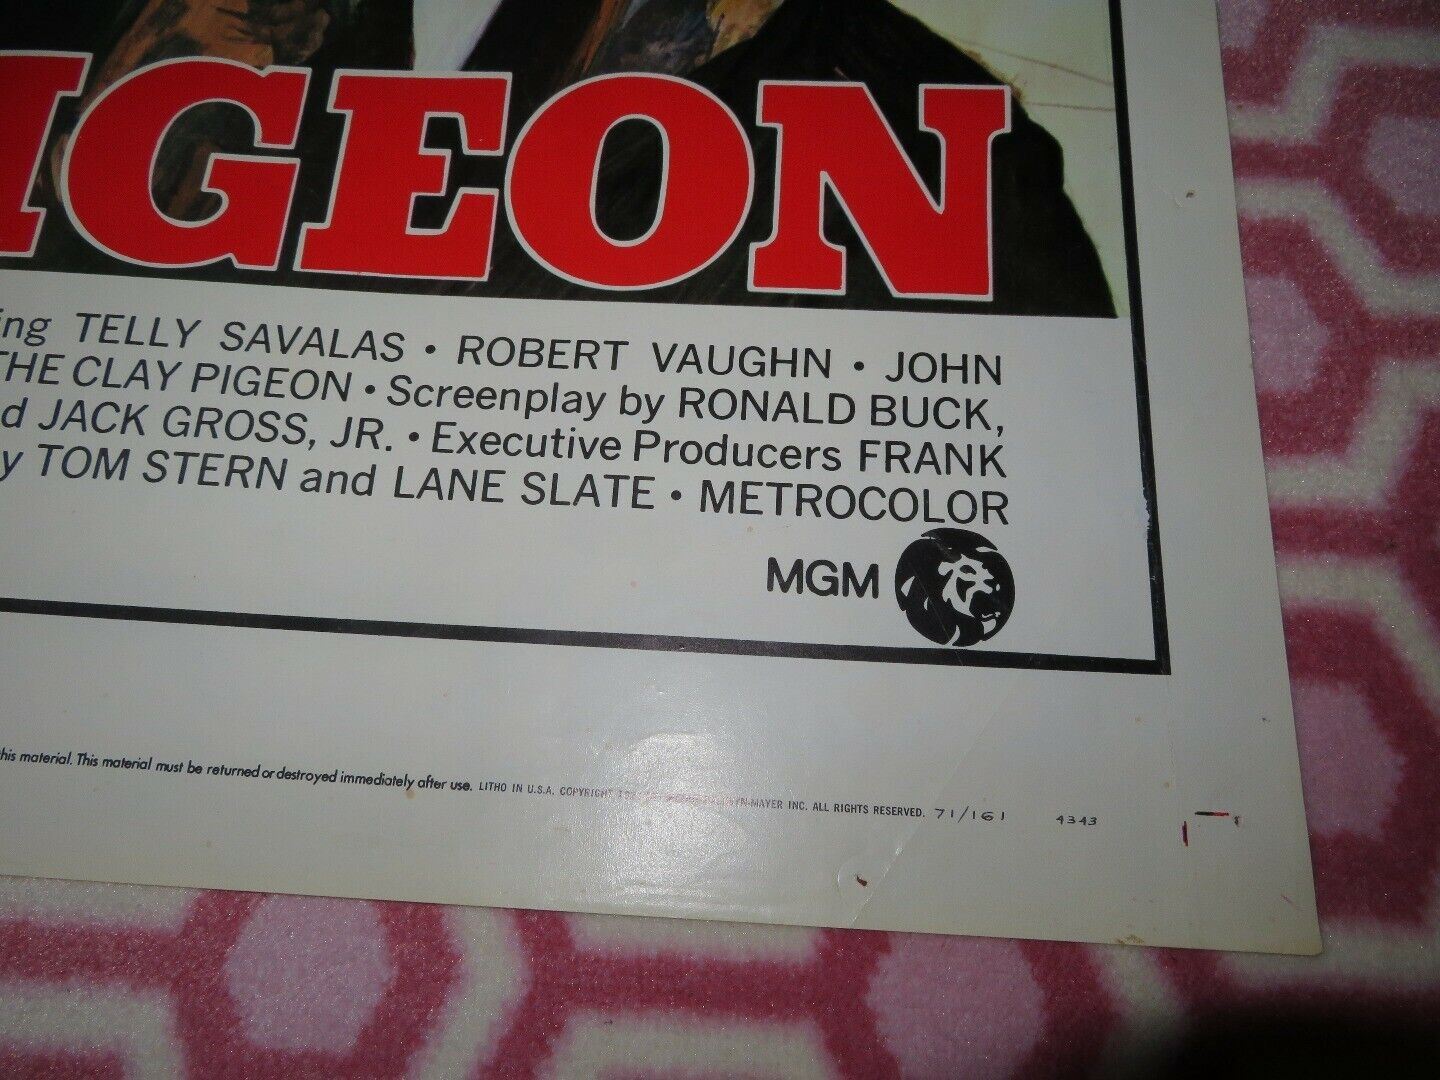 IGEON
ing TELLY SAVALAS • ROBERT VAUGHN • JOHN
THE CLAY PIGEON • Screenplay by RONALD BUCK,
d JACK GROSS, JR. • Executive Producers FRANK
y TOM STERN and LANE SLATE • METROCOLOR
MGM
this material. This material must be returned or destroyed immediately after use. LITHO IN U.S.A. COPYRIGHT YN-MAYER INC. ALL RIGHTS RESERVED. 71/161 4343